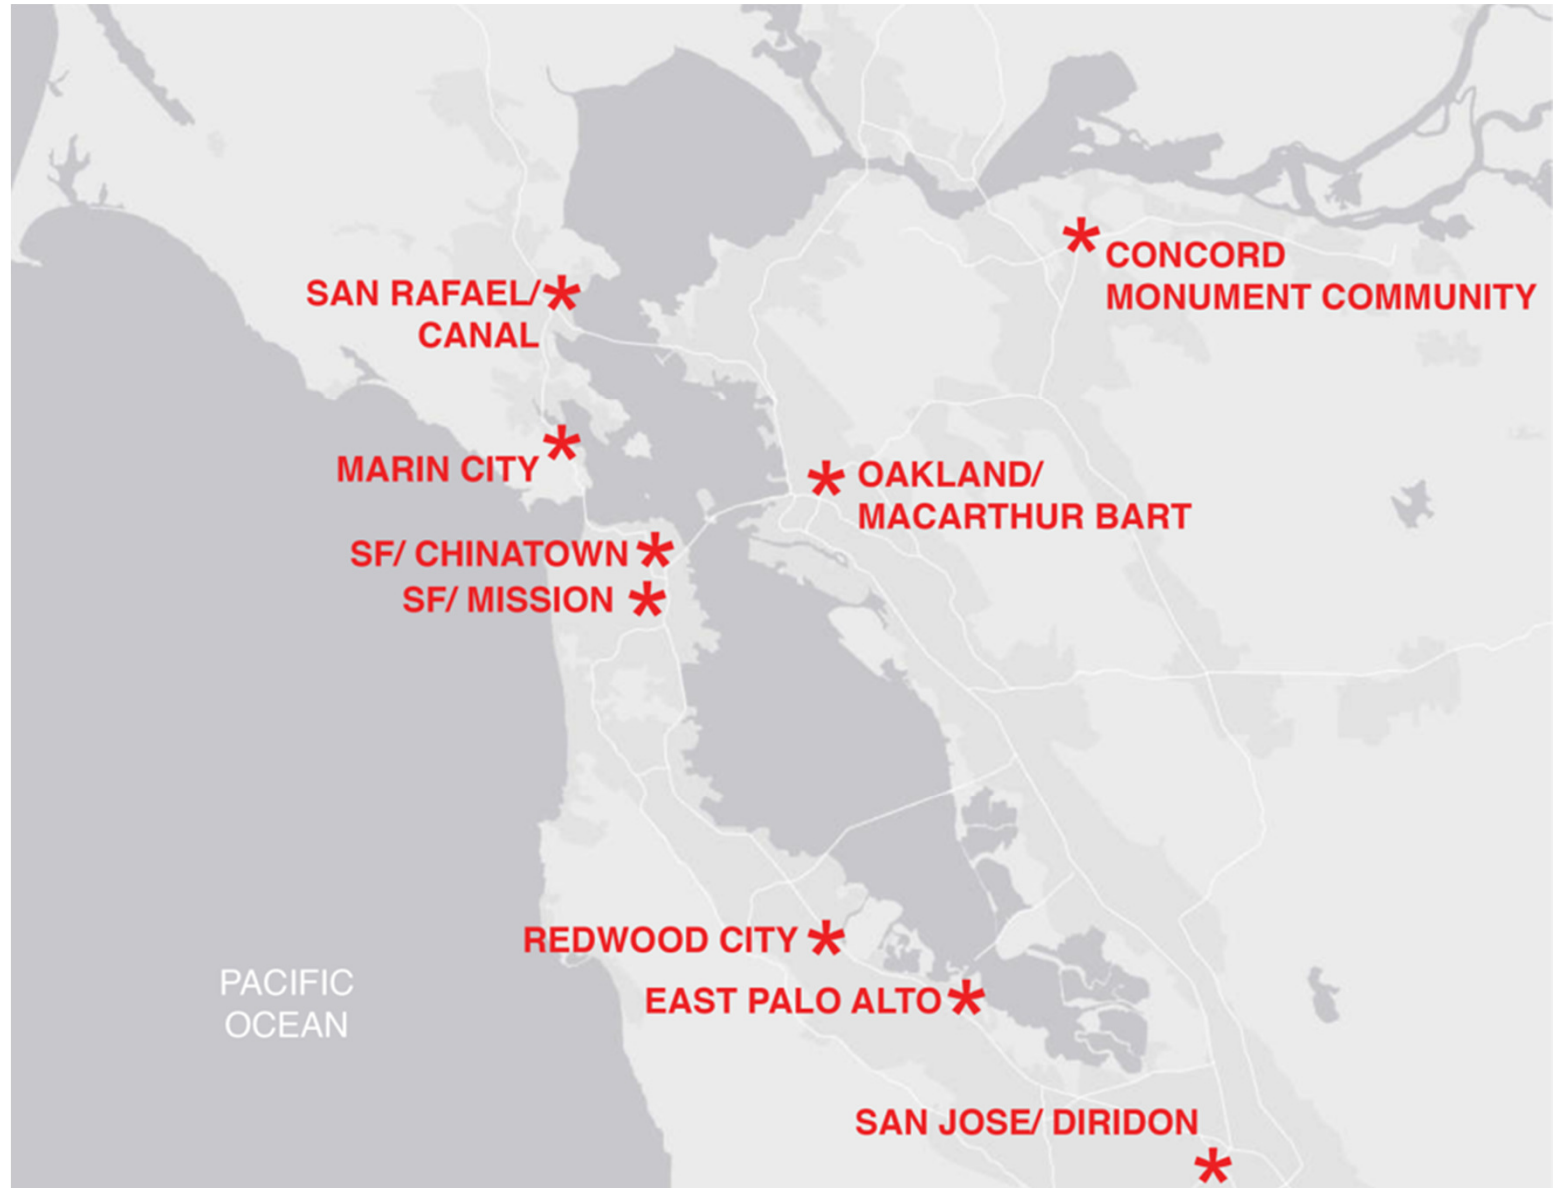 CONCORD
MONUMENT COMMUNITY
SAN RAFAEL/
CANAL
MARIN CITY
OAKLAND/
MACARTHUR BART
SF/ CHINATOWN
SF/ MISSION
REDWOOD CITY
EAST PALO ALTO
PACIFIC
OCEAN
SAN JOSE/ DIRIDON